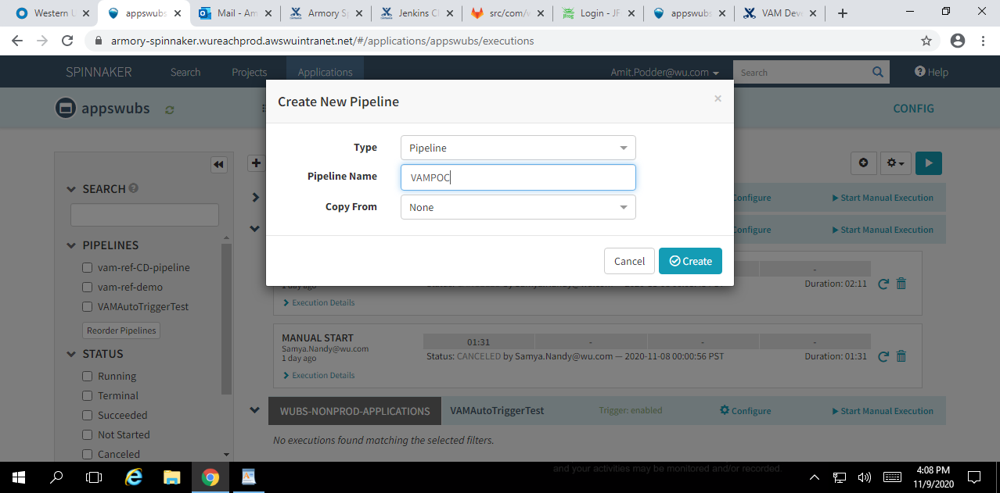 Western U
appswubs
Mail - Am
Armory S
Jenkins C
src/com/v
Login - JF
appswubs
VAM Dev
armory-spinnaker.wureachprod.awswuintranet.net/#/applications/appswubs/executions
SPINNAKER
Search
Projects
Applications
Amit.Podder@wu.com
Search
Help
appswubs
CONFIG
Create New Pipeline
Type
Pipeline
Pipeline Name
VAMPOC
Copy From
None
Cancel
Create
SEARCH
PIPELINES
vam-ref-CD-pipeline
vam-ref-demo
VAMAutoTriggerTest
Reorder Pipelines
STATUS
Running
Terminal
Succeeded
Not Started
Canceled
Configure
Start Manual Execution
Configure
Start Manual Execution
-
1 day ago
Duration: 02:11
Execution Details
MANUAL START
Samya.Nandy@wu.com
1 day ago
01:31
-
-
-
Status: CANCELED by Samya.Nandy@wu.com — 2020-11-08 00:00:56 PST
Duration: 01:31
Execution Details
WUBS-NONPROD-APPLICATIONS
VAMAutoTriggerTest
Trigger: enabled
Configure
Start Manual Execution
No executions found matching the selected filters.
and your activities may be monitored and/or recorded.
4:08 PM
11/9/2020